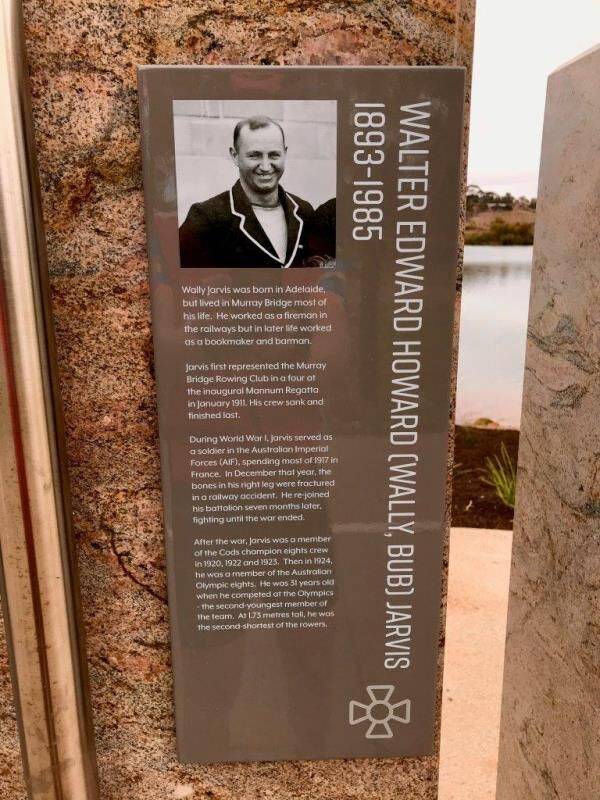 WALTER EDWARD HOWARD (WALLY, BUB) JARVIS
1893-1985
Wally Jarvis was born in Adelaide,
but lived in Murray Bridge most of
his life. He worked as a fireman in
the railways but in later life worked
as a bookmaker and barman.
Jarvis first represented the Murray
Bridge Rowing Club in a four at
the inaugural Mannum Regatta
in January 1911. His crew sank and
finished last.
During World War I, Jarvis served as
a soldier in the Australian Imperial
Forces (AIF), spending most of 1917 in
France. In December that year, the
bones in his right leg were fractured
in a railway accident. He re-joined
his battalion seven months later,
fighting until the war ended.
After the war, Jarvis was a member
of the Cods champion eights crew
in 1920, 1922 and 1923. Then in 1924,
he was a member of the Australian
Olympic eights. He was 31 years old
when he competed at the Olympics
- the second-youngest member of
the team. At 1.73 metres tall, he was
the second-shortest of the rowers.